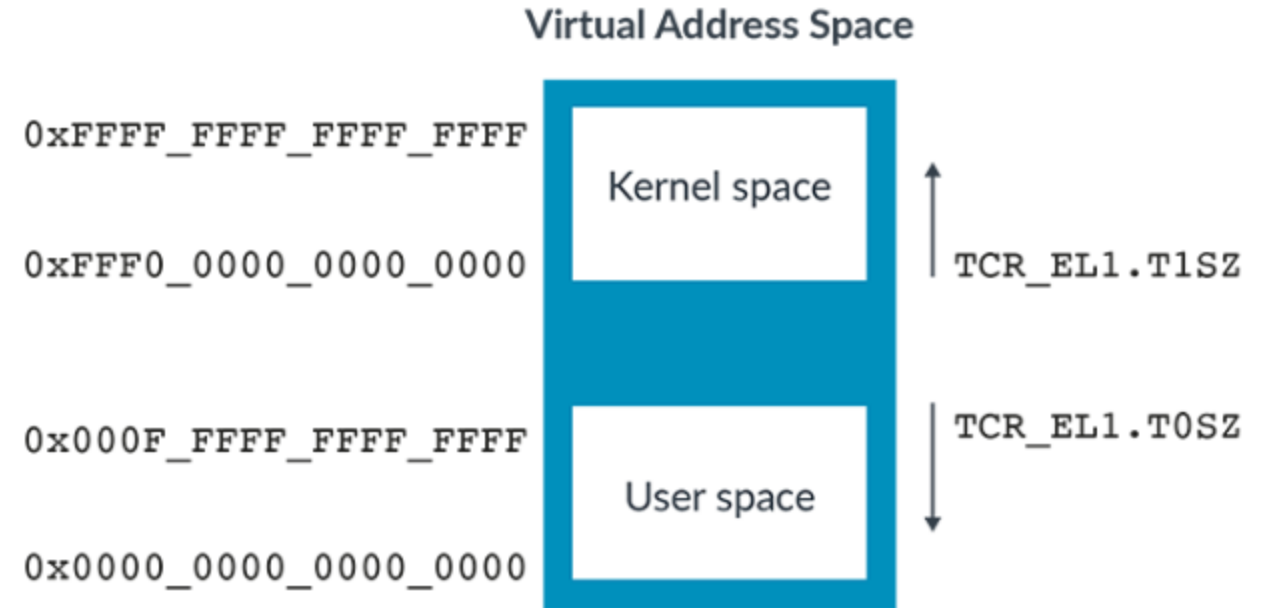 Virtual Address Space
0xFFFF_FFFF_FFFF_FFFF
Kernel space
0xFFF0_0000_0000_0000
TCR_EL1.T1SZ
0x000F_FFFF_FFFF_FFFF
TCR_EL1.T0SZ
User space
0x0000_0000_0000_0000